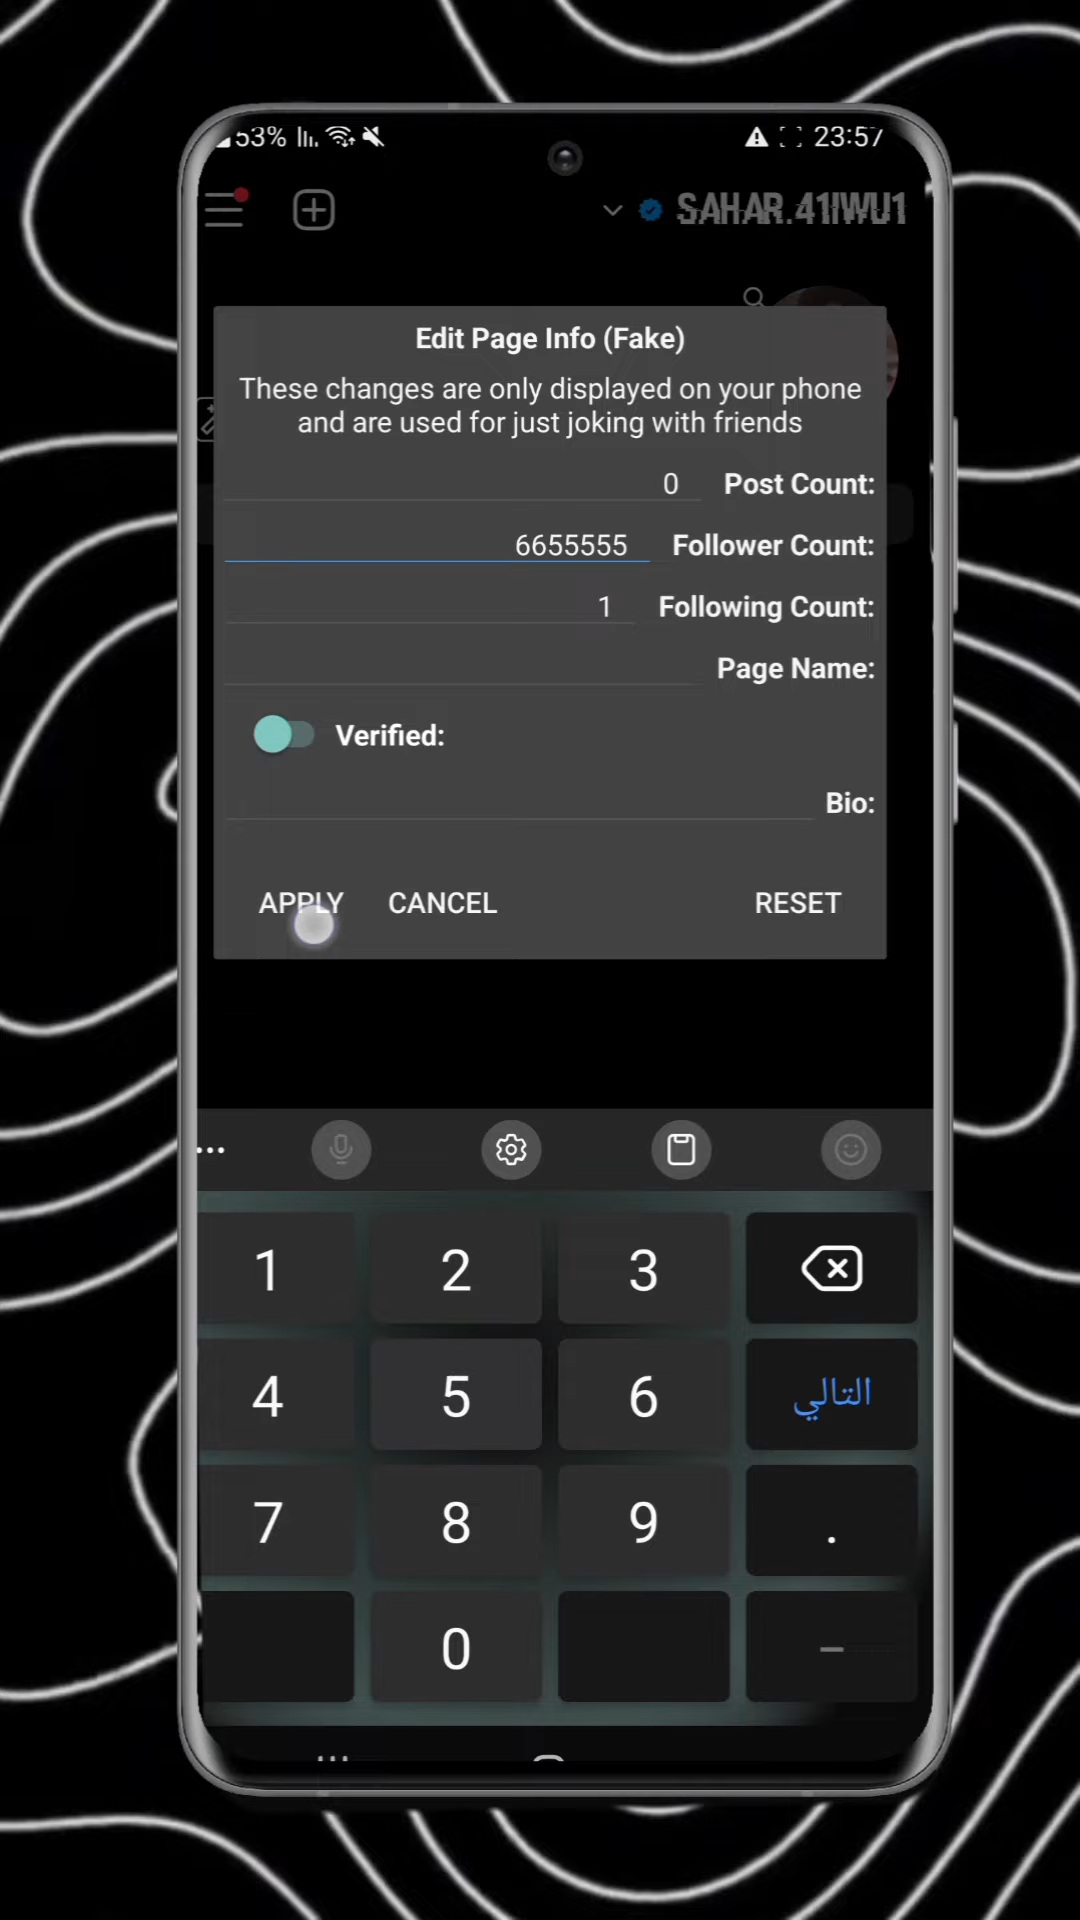 53%
23:57
SAHAR.41IWU1
Edit Page Info (Fake)
These changes are only displayed on your phone
and are used for just joking with friends
0 Post Count:
6655555 Follower Count:
1 Following Count:
Page Name:
Verified:
Bio:
APPLY CANCEL RESET
1 2 3
4 5 6 التالي
7 8 9 .
0 –